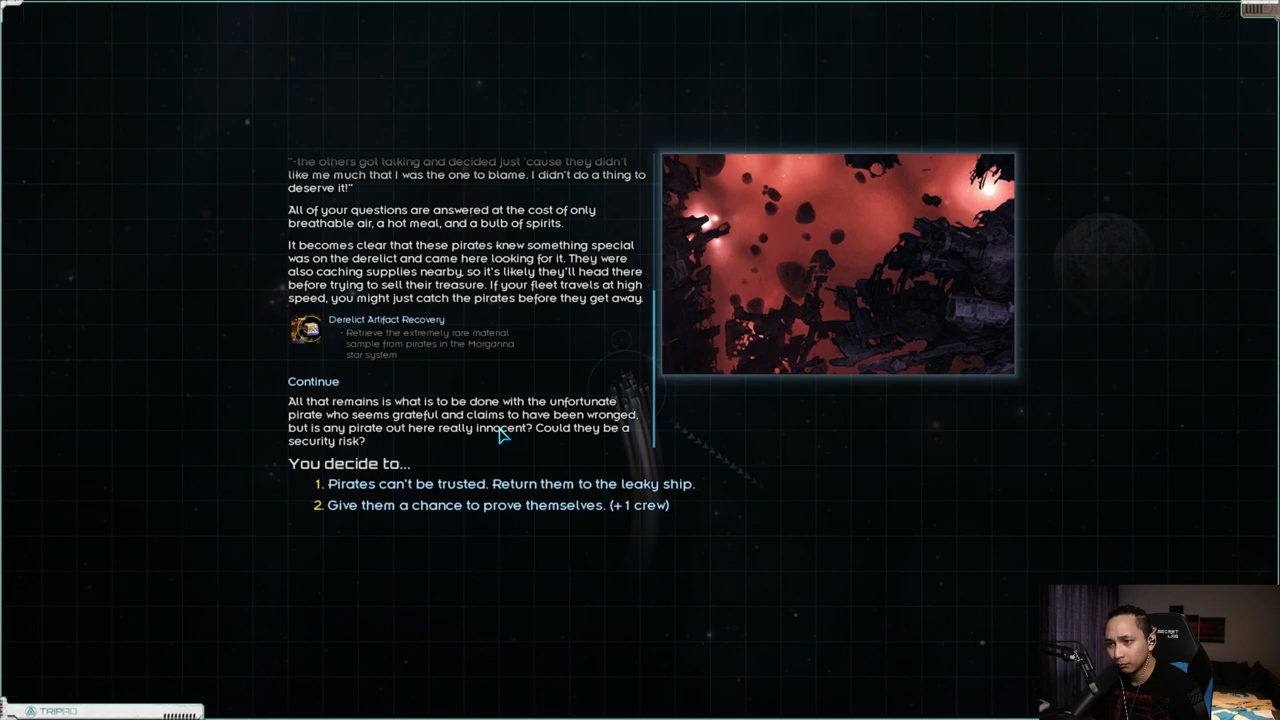 "-the others got talking and decided just 'cause they didn't
like me much that I was the one to blame. I didn't do a thing to
deserve it!"
All of your questions are answered at the cost of only
breathable air, a hot meal, and a bulb of spirits.
It becomes clear that these pirates knew something special
was on the derelict and came here looking for it. They were
also caching supplies nearby, so it's likely they'll head there
before trying to sell their treasure. If your fleet travels at high
speed, you might just catch the pirates before they get away.
Derelict Artifact Recovery
- Retrieve the extremely rare material
sample from pirates in the Morganna
star system
Continue
All that remains is what is to be done with the unfortunate
pirate who seems grateful and claims to have been wronged,
but is any pirate out here really innocent? Could they be a
security risk?
You decide to...
1. Pirates can't be trusted. Return them to the leaky ship.
2. Give them a chance to prove themselves. (+1 crew)
SECRET
LAB
TRIPAD